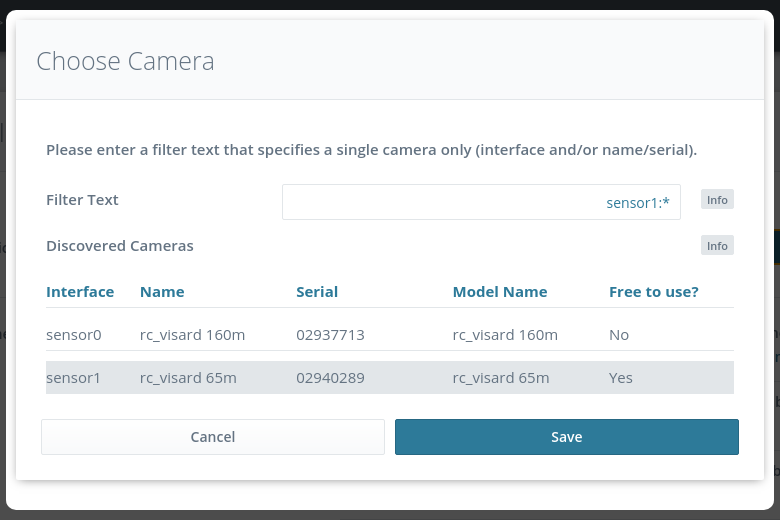 Choose Camera
Please enter a filter text that specifies a single camera only (interface and/or name/serial).
Filter Text sensor1:* Info
Discovered Cameras Info
Interface Name Serial Model Name Free to use?
sensor0 rc_visard 160m 02937713 rc_visard 160m No
sensor1 rc_visard 65m 02940289 rc_visard 65m Yes
Cancel Save